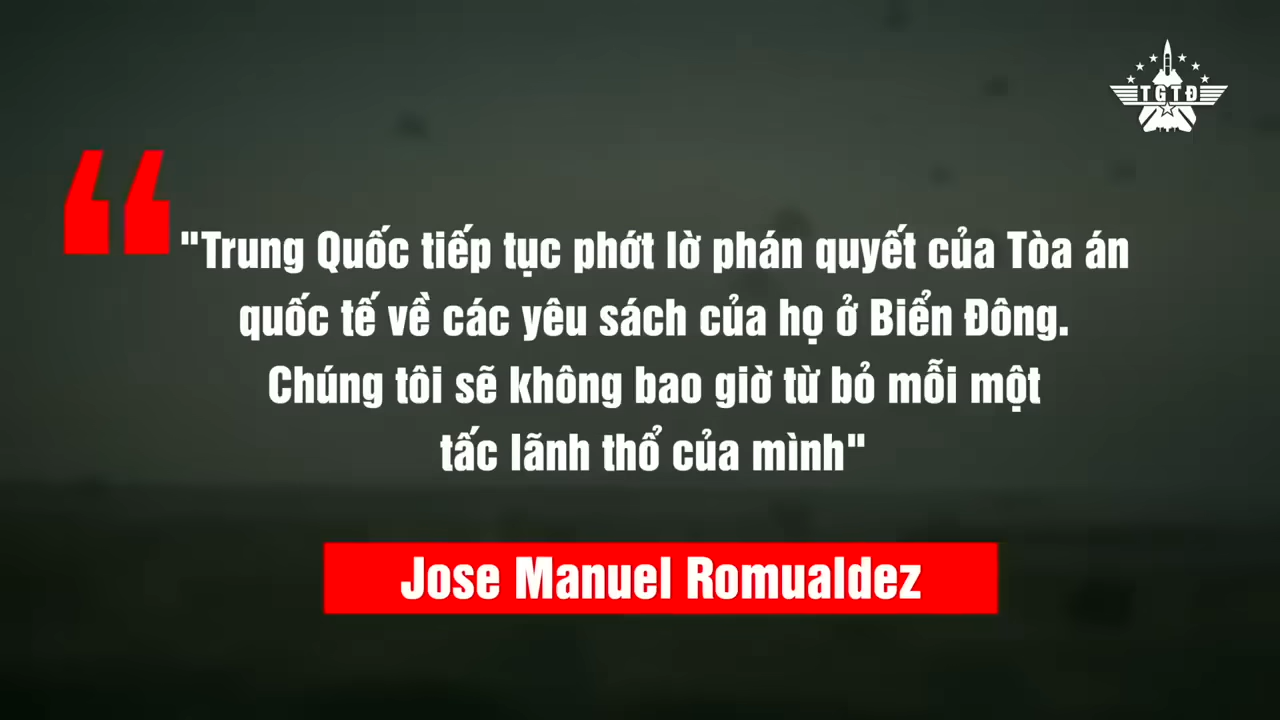 TGTĐ
“
"Trung Quốc tiếp tục phớt lờ phán quyết của Tòa án
quốc tế về các yêu sách của họ ở Biển Đông.
Chúng tôi sẽ không bao giờ từ bỏ mỗi một
tấc lãnh thổ của mình"
Jose Manuel Romualdez